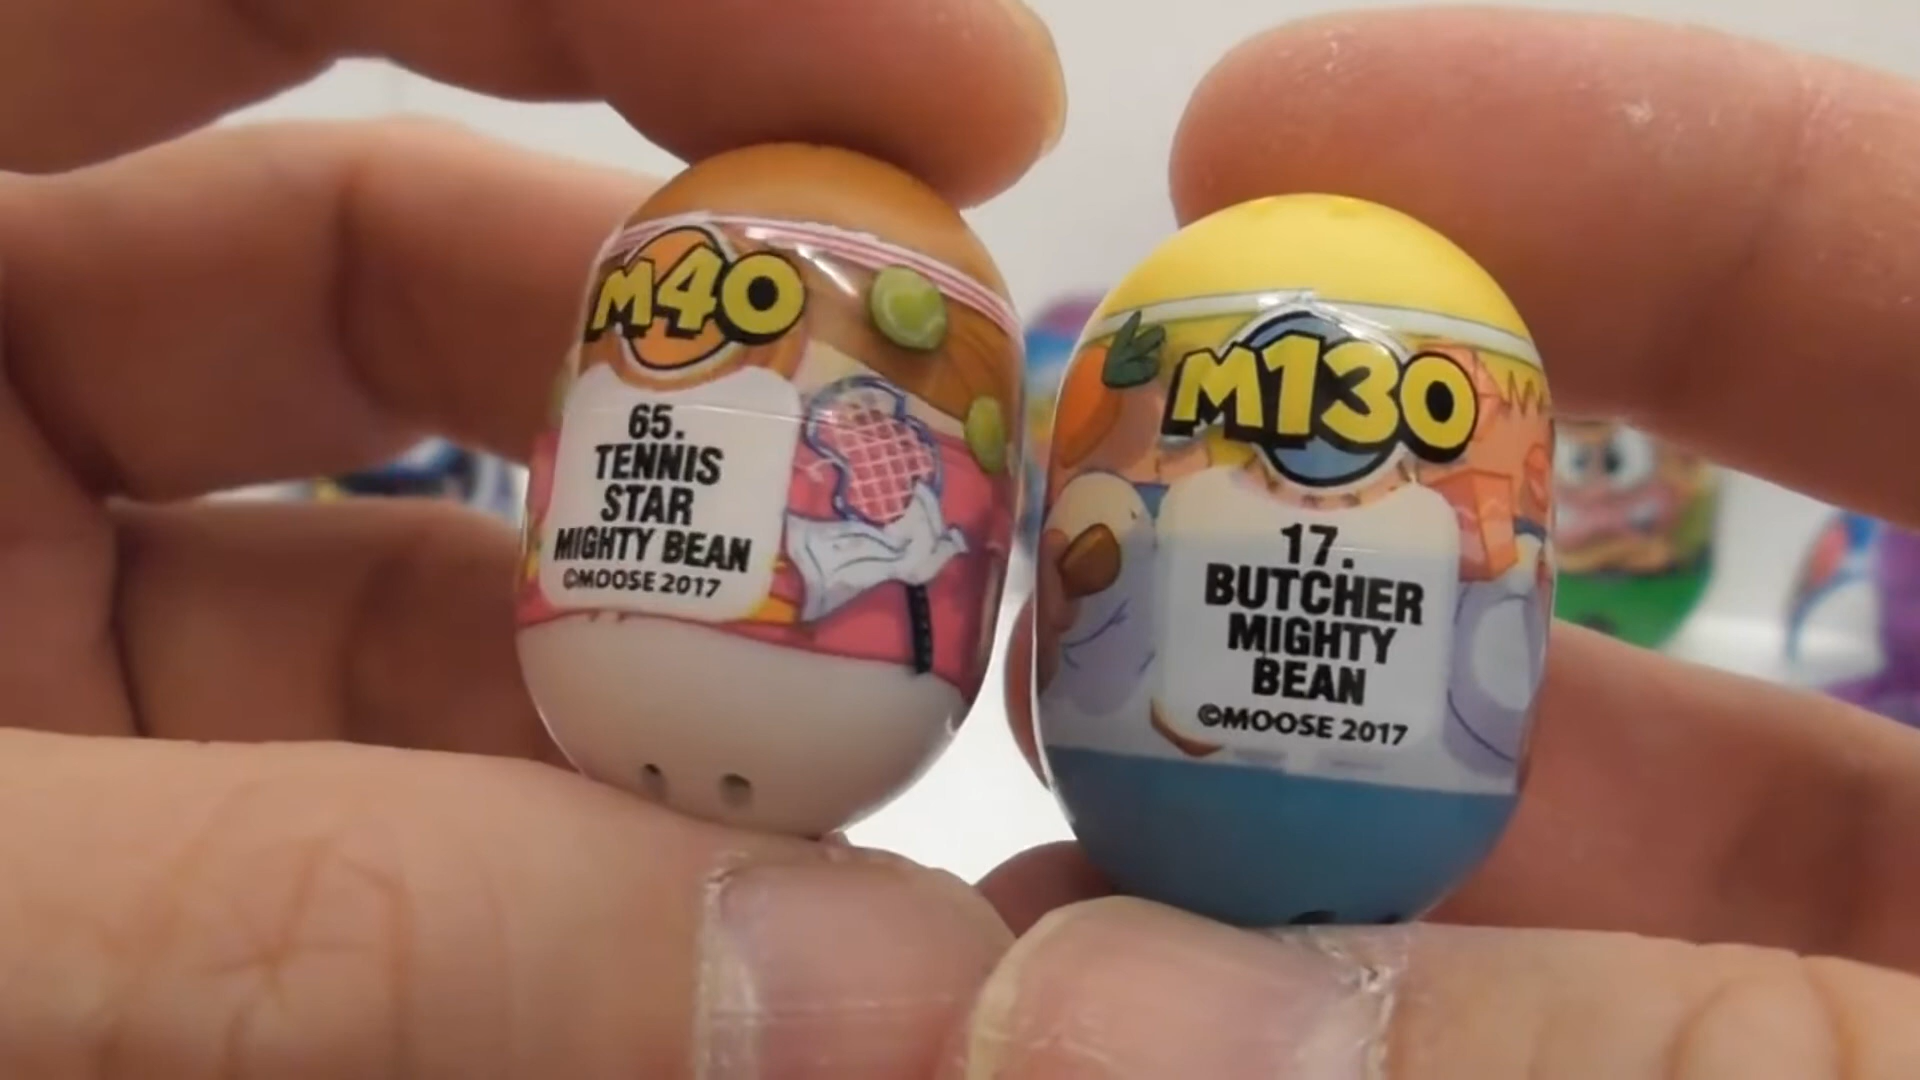 M40
65.
TENNIS
STAR
MIGHTY BEAN
©MOOSE 2017
M130
17.
BUTCHER
MIGHTY
BEAN
©MOOSE 2017